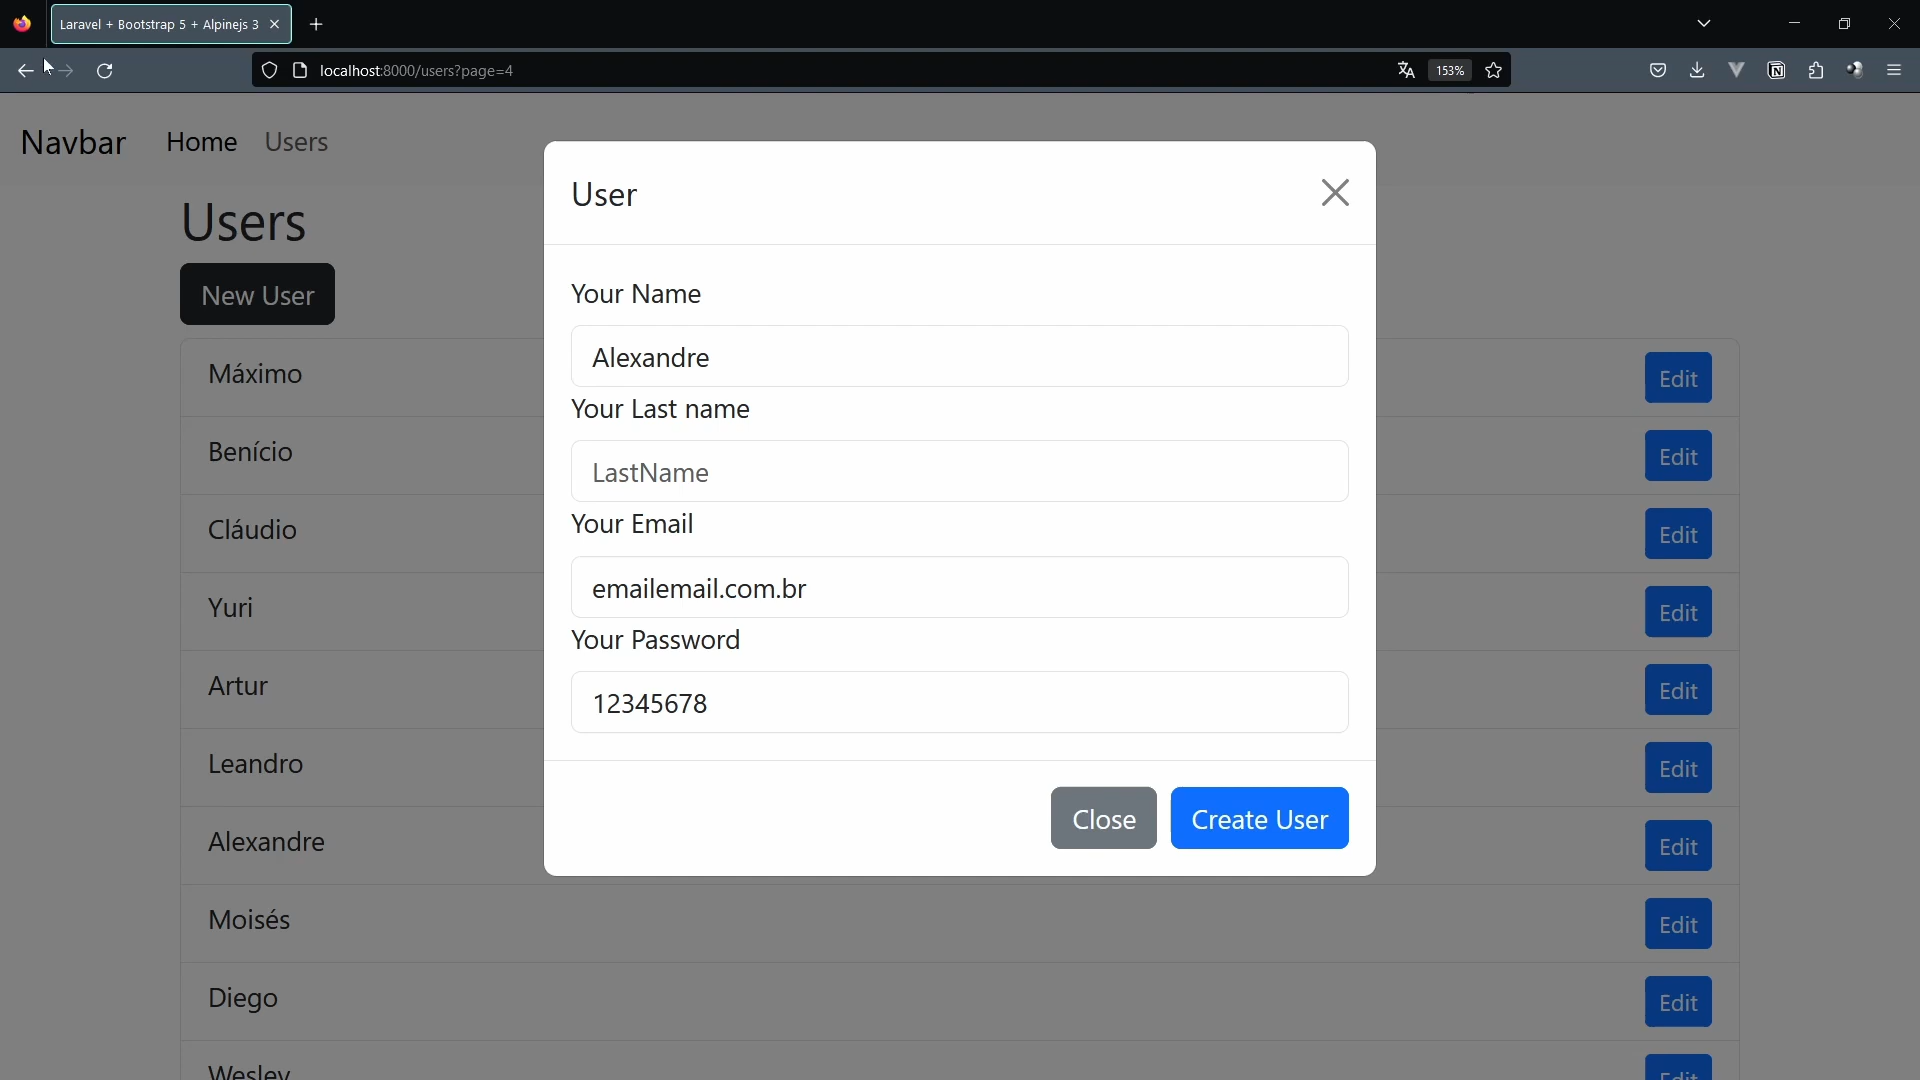 Laravel + Bootstrap 5 + Alpinejs 3
localhost:8000/users?page=4
153%
Navbar Home Users
Users
New User
User
Your Name
Alexandre
Your Last name
LastName
Your Email
emailemail.com.br
Your Password
12345678
Close Create User
Máximo Edit
Benício Edit
Cláudio Edit
Yuri Edit
Artur Edit
Leandro Edit
Alexandre Edit
Moisés Edit
Diego Edit
Wesley Edit